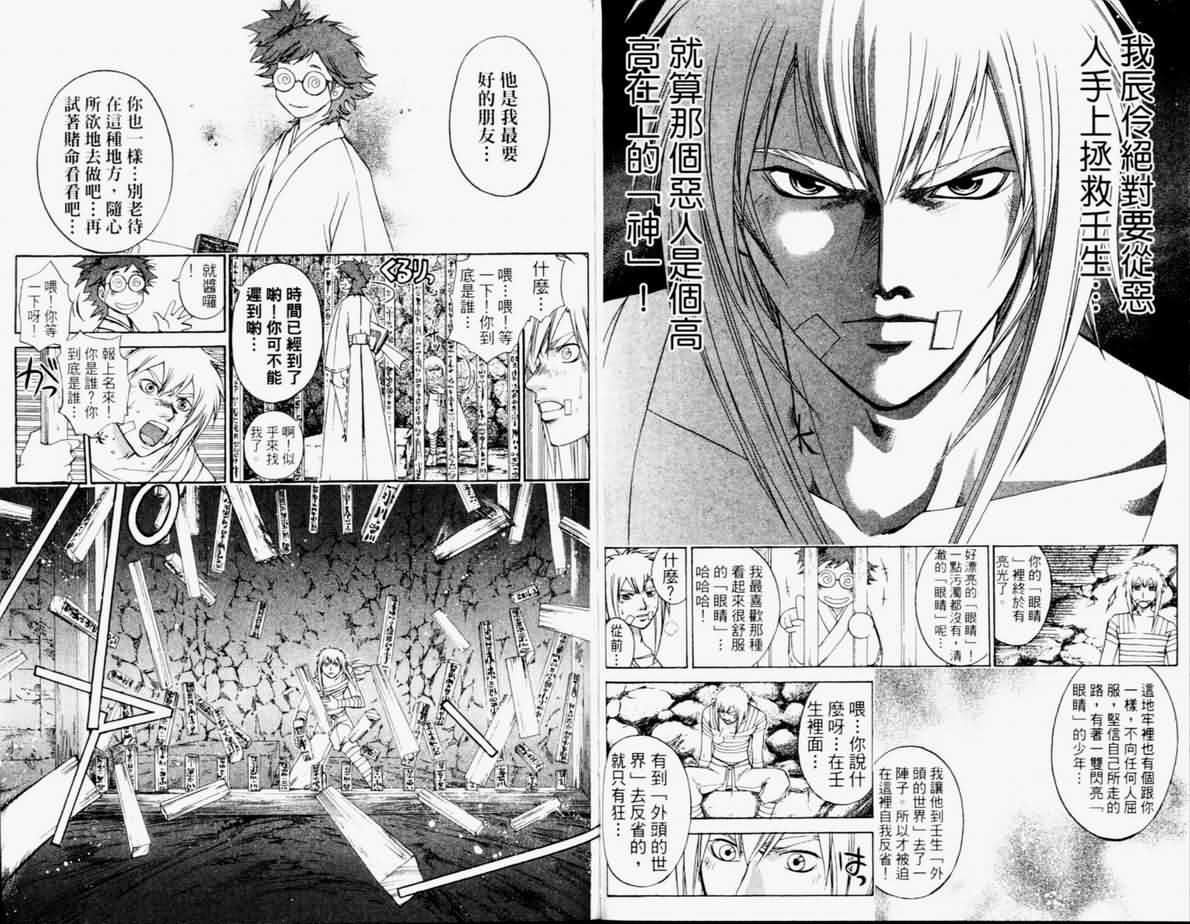 我辰伶絕對要從惡
人手上拯救壬生…
就算那個惡人是個高
高在上的「神」！
你的「眼睛
」裡終於有
亮光了。
好漂亮的「眼睛」！
一點污濁都沒有，清
澈的「眼睛」呢…
我最喜歡那種
看起來很舒服
的「眼睛」…
哈哈哈！
什麼？
從前…
這地牢裡也有個跟你
一樣，不向任何人屈
服，堅信自己所走的
路，有著一雙閃亮「
眼睛」的少年…
我讓他到壬生「外
頭的世界」去了一
陣子。所以才被迫
在這裡自我反省！
喂…你說什
麼呀…在壬
生裡面…
有到「外頭的世
界」去反省的，
就只有狂…
はっ
他是我最要
好的朋友…
你也一樣…別老待
在這種地方，隨心
所欲地去做吧…再
試著賭命看看吧…
什麼…
喂…喂！等
一下！你到
底是誰…
くるりっ
時間已經到了
喲！你可不能
遲到喲…
啊！似
乎來找
我了。
就醬囉
！
喂！你等
一下呀！
報上名來！
你是誰？你
到底是誰…
がっ